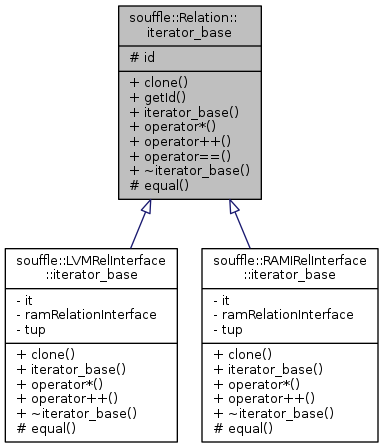 souffle::Relation::
iterator_base
# id
+ clone()
+ getId()
+ iterator_base()
+ operator*()
+ operator++()
+ operator==()
+ ~iterator_base()
# equal()
souffle::LVMRelInterface
::iterator_base
- it
- ramRelationInterface
- tup
+ clone()
+ iterator_base()
+ operator*()
+ operator++()
+ ~iterator_base()
# equal()
souffle::RAMIRelInterface
::iterator_base
- it
- ramRelationInterface
- tup
+ clone()
+ iterator_base()
+ operator*()
+ operator++()
+ ~iterator_base()
# equal()